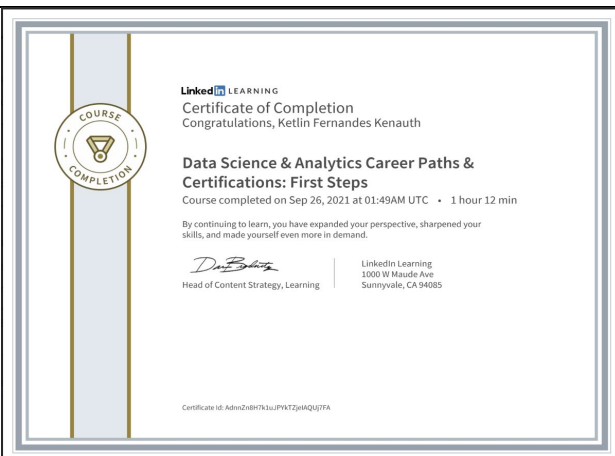 LinkedIn LEARNING
Certificate of Completion
Congratulations, Ketlin Fernandes Kenauth
COURSE
COMPLETION
Data Science & Analytics Career Paths &
Certifications: First Steps
Course completed on Sep 26, 2021 at 01:49AM UTC • 1 hour 12 min
By continuing to learn, you have expanded your perspective, sharpened your
skills, and made yourself even more in demand.
Head of Content Strategy, Learning
LinkedIn Learning
1000 W Maude Ave
Sunnyvale, CA 94085
Certificate Id: AdnnZn8H7k1uJPYkTZjeIAQUj7FA